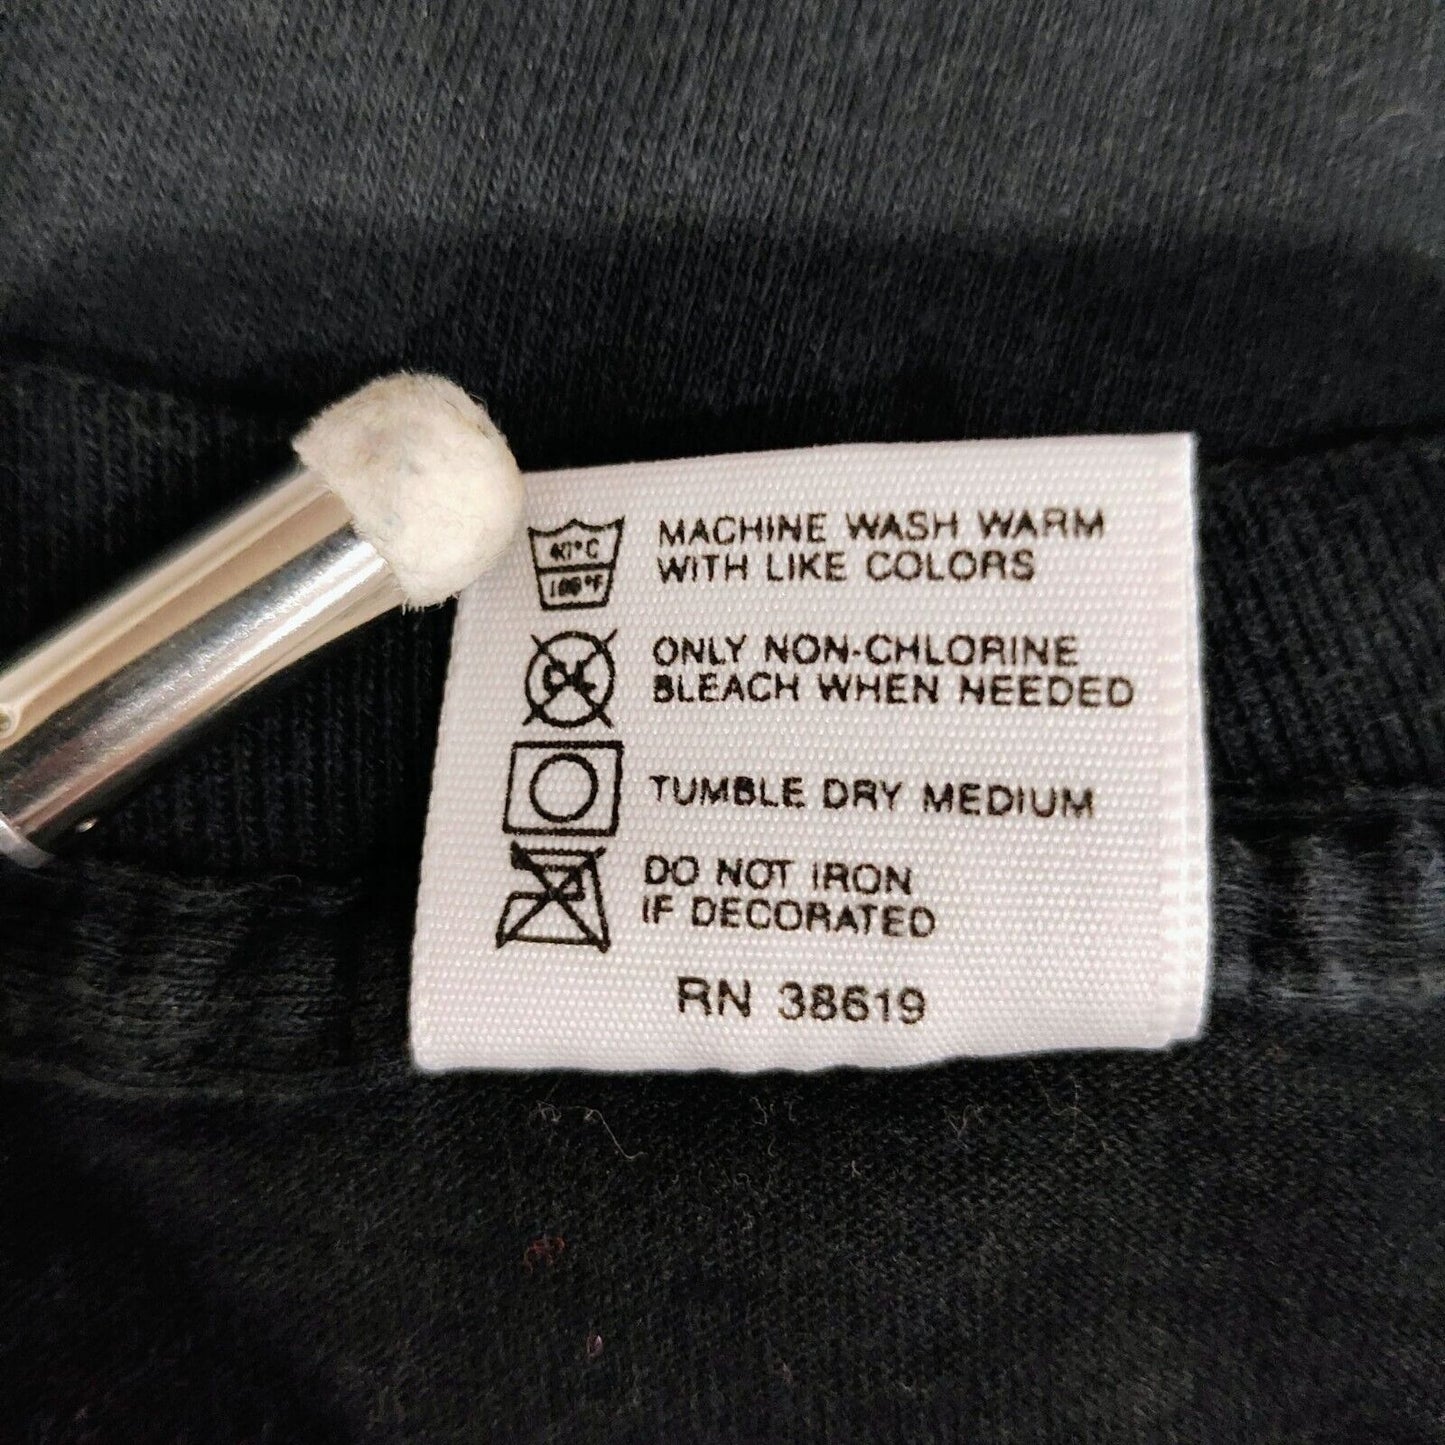 MACHINE WASH WARM
WITH LIKE COLORS
ONLY NON-CHLORINE
BLEACH WHEN NEEDED
TUMBLE DRY MEDIUM
DO NOT IRON
IF DECORATED
RN 38619